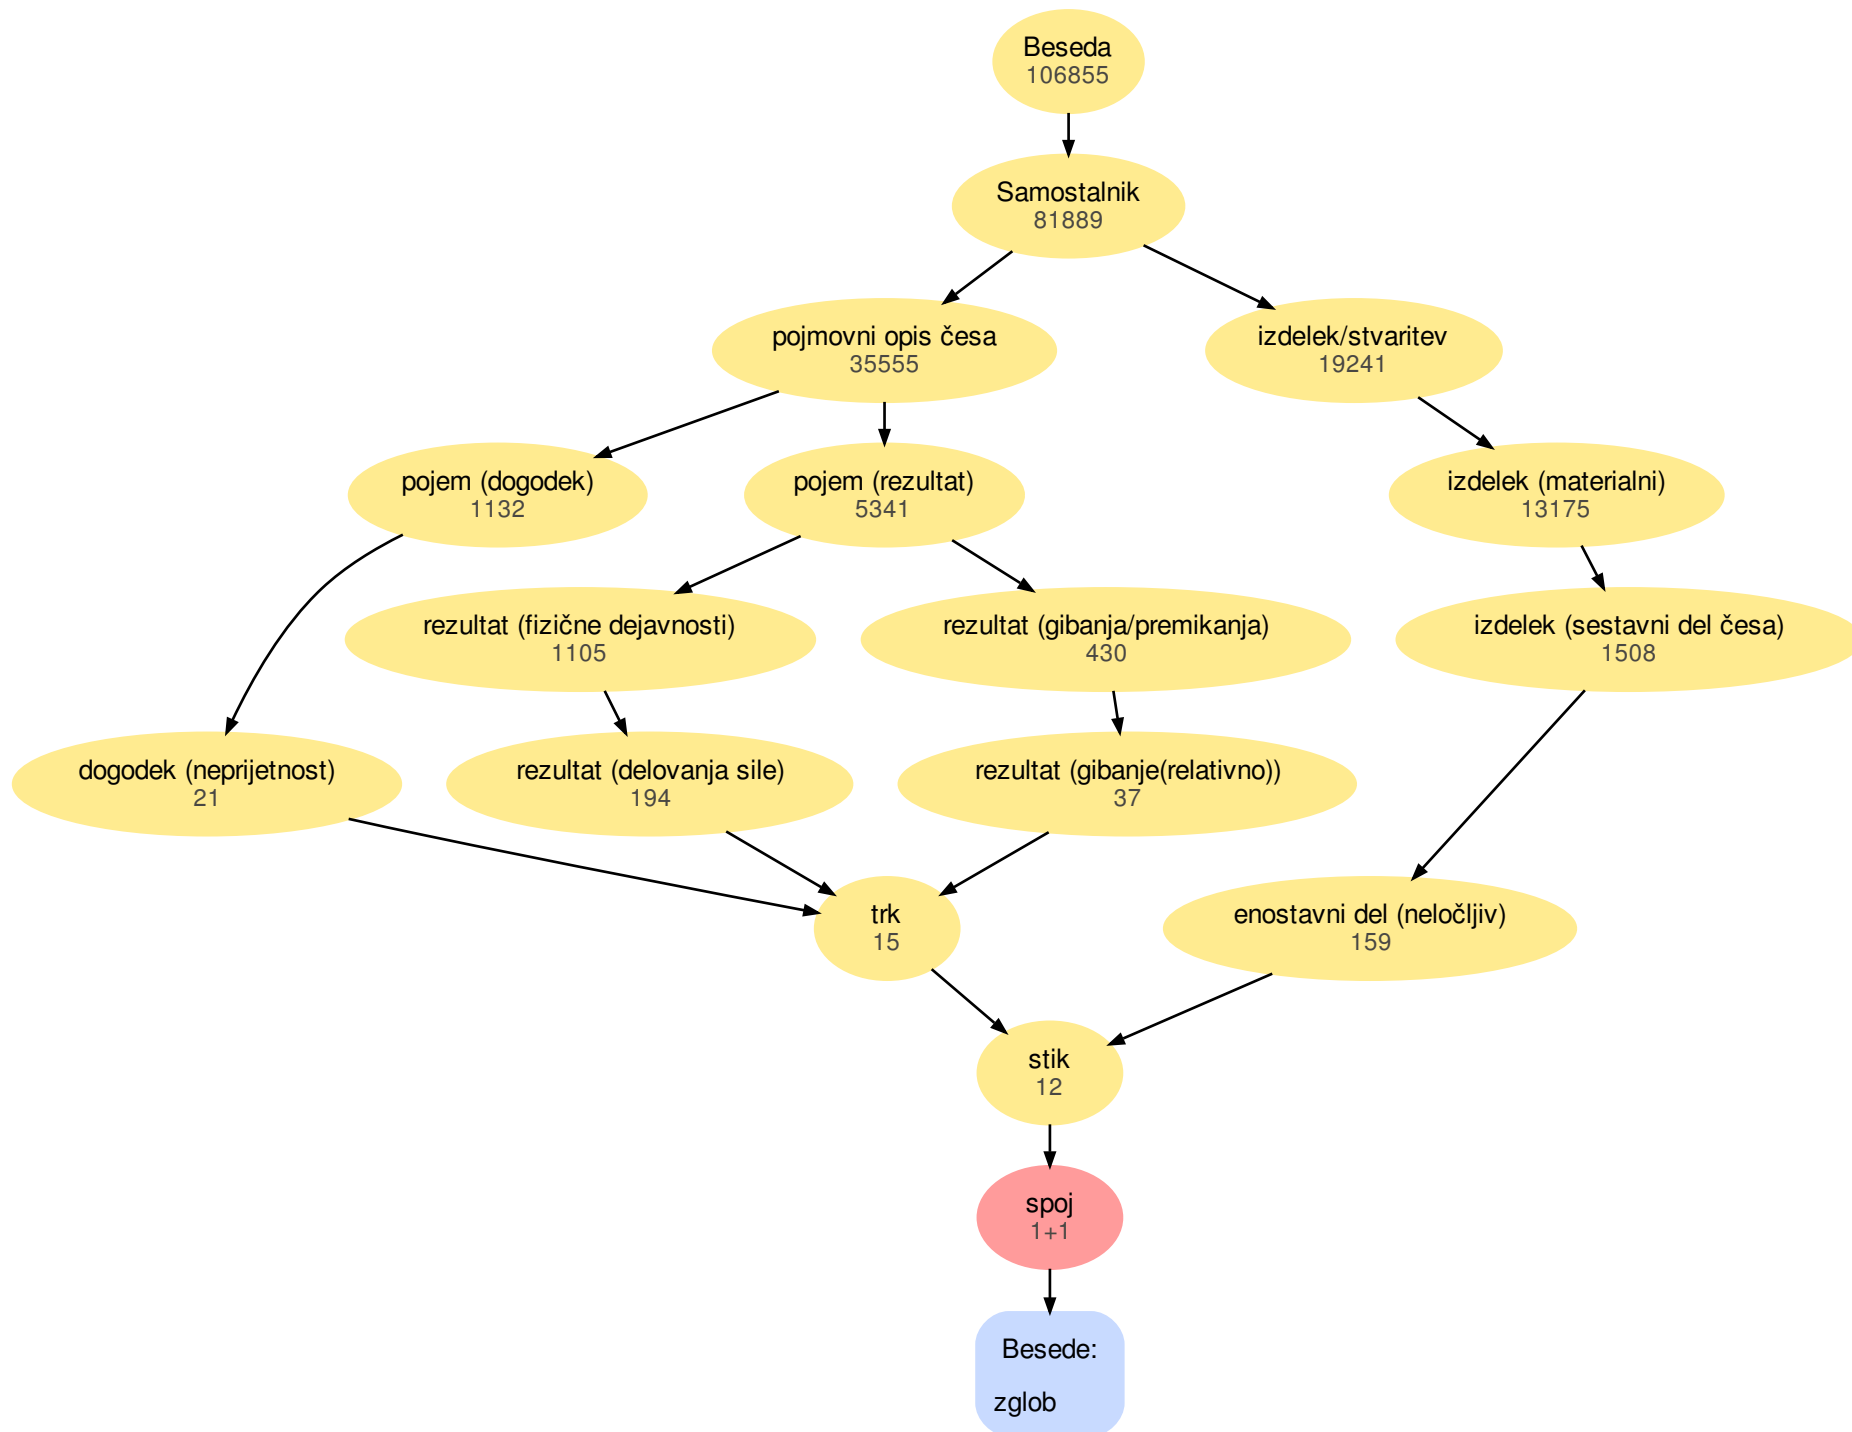 Beseda
106855
Samostalnik
81889
pojmovni opis česa
35555
izdelek/stvaritev
19241
pojem (dogodek)
1132
pojem (rezultat)
5341
izdelek (materialni)
13175
rezultat (fizične dejavnosti)
1105
rezultat (gibanja/premikanja)
430
izdelek (sestavni del česa)
1508
dogodek (neprijetnost)
21
rezultat (delovanja sile)
194
rezultat (gibanje(relativno))
37
trk
15
enostavni del (neločljiv)
159
stik
12
spoj
1+1
Besede:
zglob